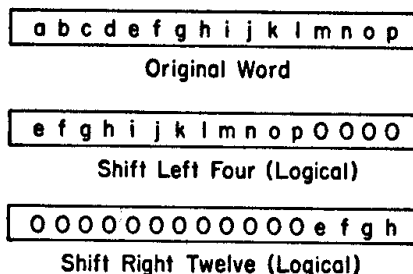 a b c d e f g h i j k l m n o p
Original Word
e f g h i j k l m n o p 0 0 0 0
Shift Left Four (Logical)
0 0 0 0 0 0 0 0 0 0 0 0 e f g h
Shift Right Twelve (Logical)